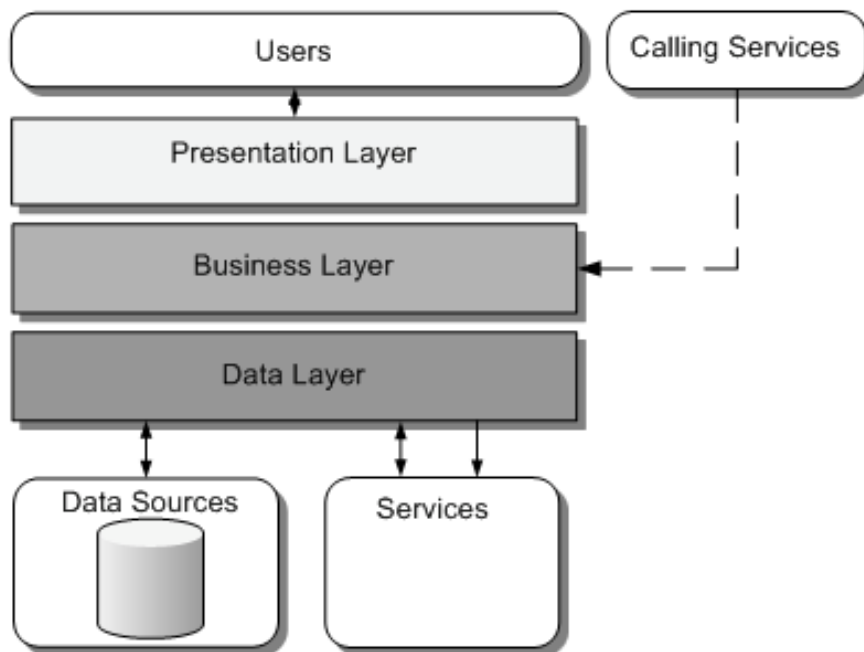 Users
Calling Services
Presentation Layer
Business Layer
Data Layer
Data Sources
Services